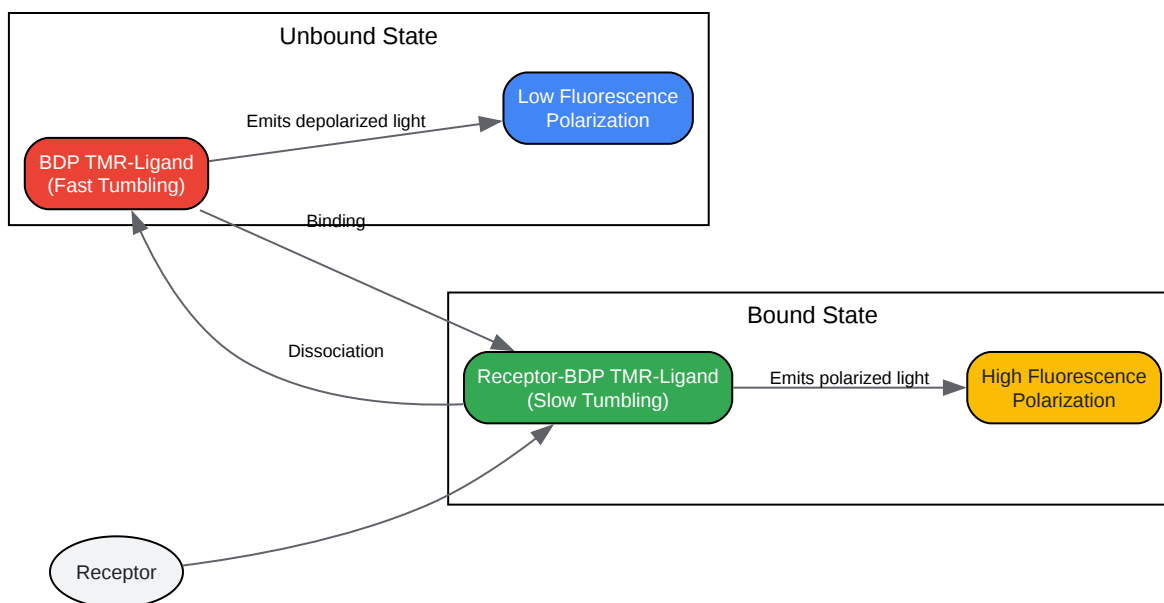 Unbound State
Low Fluorescence
Polarization
Emits depolarized light
BDP TMR-Ligand
(Fast Tumbling)
Binding
Bound State
Dissociation
Receptor-BDP TMR-Ligand
(Slow Tumbling)
Emits polarized light
High Fluorescence
Polarization
Receptor